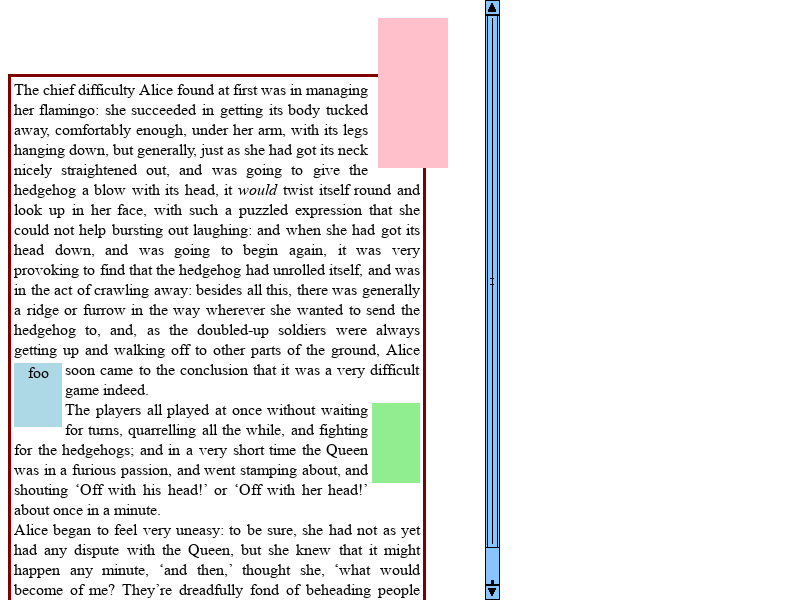 The chief difficulty Alice found at first was in managing
her flamingo: she succeeded in getting its body tucked
away, comfortably enough, under her arm, with its legs
hanging down, but generally, just as she had got its neck
nicely straightened out, and was going to give the
hedgehog a blow with its head, it would twist itself round and
look up in her face, with such a puzzled expression that she
could not help bursting out laughing: and when she had got its
head down, and was going to begin again, it was very
provoking to find that the hedgehog had unrolled itself, and was
in the act of crawling away: besides all this, there was generally
a ridge or furrow in the way wherever she wanted to send the
hedgehog to, and, as the doubled-up soldiers were always
getting up and walking off to other parts of the ground, Alice
foo
soon came to the conclusion that it was a very difficult
game indeed.
The players all played at once without waiting
for turns, quarrelling all the while, and fighting
for the hedgehogs; and in a very short time the Queen
was in a furious passion, and went stamping about, and
shouting ‘Off with his head!’ or ‘Off with her head!’
about once in a minute.
Alice began to feel very uneasy: to be sure, she had not as yet
had any dispute with the Queen, but she knew that it might
happen any minute, ‘and then,’ thought she, ‘what would
become of me? They’re dreadfully fond of beheading people